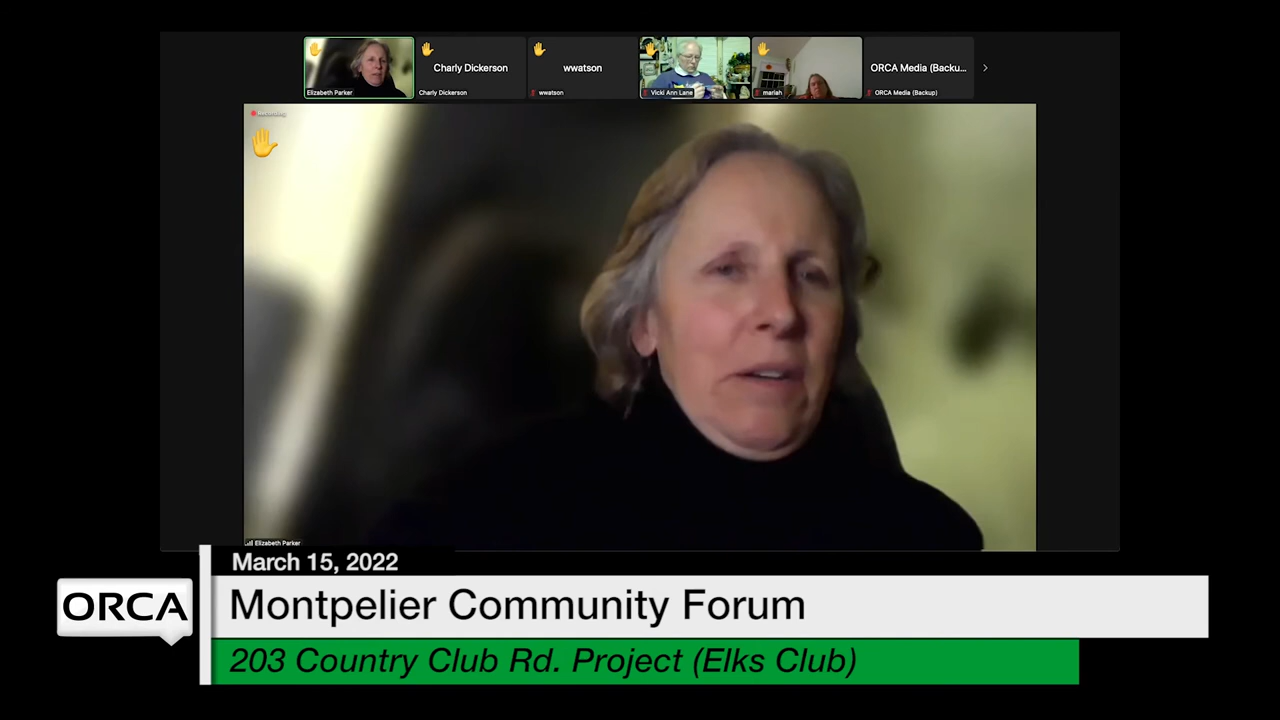 Charly Dickerson
wwatson
ORCA Media (Backu...
Elizabeth Parker
Charly Dickerson
wwatson
Vicki Ann Lane
mariah
ORCA Media (Backup)
Recording
Elizabeth Parker
March 15, 2022
ORCA
Montpelier Community Forum
203 Country Club Rd. Project (Elks Club)